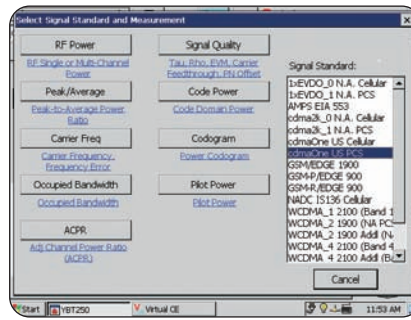 Select Signal Standard and Measurement
RF Power
RF Single or Multi-Channel
Power
Peak/Average
Peak-to-Average Power
Ratio
Carrier Freq
Carrier Frequency,
Frequency Error
Occupied Bandwidth
Occupied Bandwidth
ACPR
Adj Channel Power Ratio
(ACPR)
Signal Quality
Tau, Rho, EVM, Carrier
Feedthrough, PN Offset
Code Power
Code Domain Power
Codogram
Power Codogram
Pilot Power
Pilot Power
Signal Standard:
1xEVDO_0 N.A. Cellular
1xEVDO_1 N.A. PCS
AMPS EIA 553
cdma2k_0 N.A. Cellular
cdma2k_1 N.A. PCS
cdmaOne US Cellular
cdmaOne US PCS
GSM/EDGE 1900
GSM-P/EDGE 900
GSM-R/EDGE 900
NADC IS136 Cellular
WCDMA_1 2100 (Band 1
WCDMA_2 1900 (NA PC
WCDMA_2 1900 Addl (N
WCDMA_4 2100 (Band 4
WCDMA_4 2100 Addl (B
Cancel
Start
YBT250
Virtual CE
11:53 AM